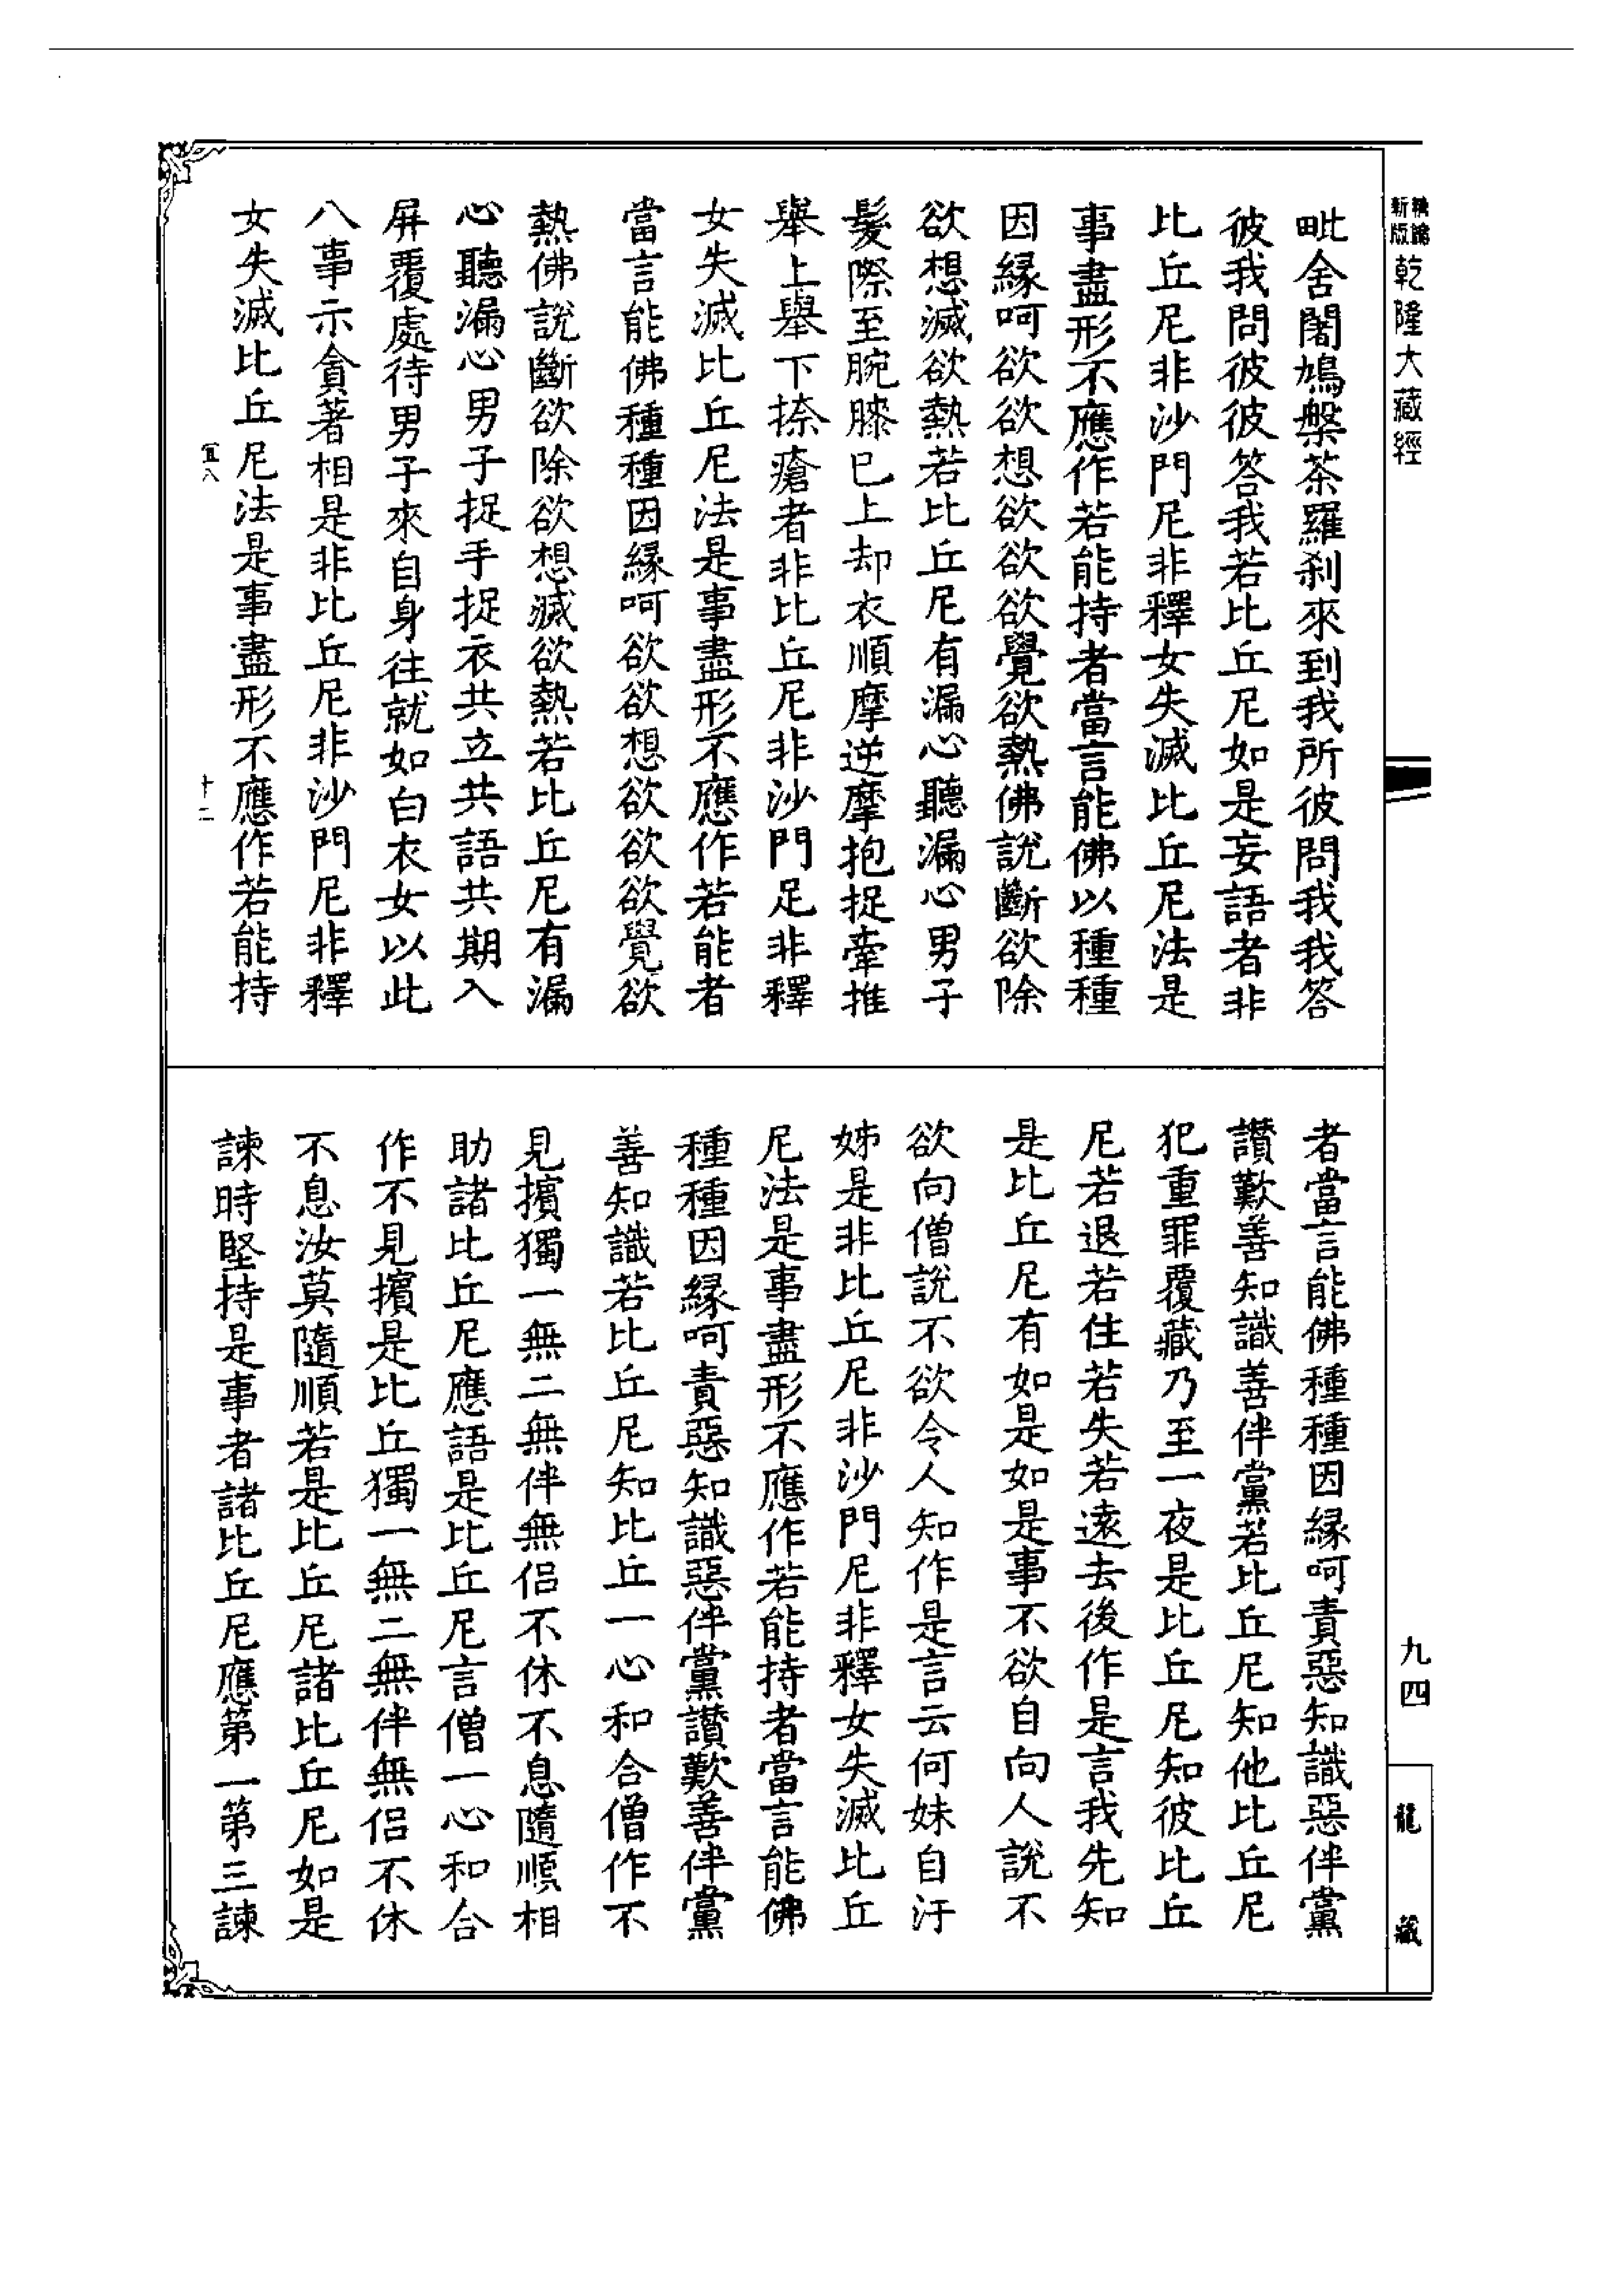 新版
乾隆大藏經
毗舍闍鳩槃茶羅刹來到我所彼問我我答
彼我問彼彼答我若比丘尼如是妄語者非
比丘尼非沙門尼非釋女失滅比丘尼法是
事盡形不應作若能持者當言能佛以種種
因緣呵欲欲想欲欲欲覺欲熱佛說斷欲除
欲想滅欲熱若比丘尼有漏心聽漏心男子
髮際至腕膝已上却衣順摩逆摩抱捉牽推
舉上舉下捺瘡者非比丘尼非沙門尼非釋
女失滅比丘尼法是事盡形不應作若能者
當言能佛種種因緣呵欲欲想欲欲欲覺欲
熱佛說斷欲除欲想滅欲熱若比丘尼有漏
心聽漏心男子捉手捉衣共立共語共期入
屏覆處待男子來自身往就如白衣女以此
八事示貪著相是非比丘尼非沙門尼非釋
女失滅比丘尼法是事盡形不應作若能持
宜八
十二
者當言能佛種種因緣呵責惡知識惡伴黨
讚歎善知識善伴黨若比丘尼知他比丘尼
犯重罪覆藏乃至一夜是比丘尼知彼比丘
尼若退若住若失若遠去後作是言我先知
是比丘尼有如是如是事不欲自向人說不
欲向僧說不欲令人知作是言云何妹自汙
姊是非比丘尼非沙門尼非釋女失滅比丘
尼法是事盡形不應作若能持者當言能佛
種種因緣呵責惡知識惡伴黨讚歎善伴黨
善知識若比丘尼知比丘一心和合僧作不
見擯獨一無二無伴無侶不休不息隨順相
助諸比丘尼應語是比丘尼言僧一心和合
作不見擯是比丘獨一無二無伴無侶不休
不息汝莫隨順若是比丘尼諸比丘尼如是
諫時堅持是事者諸比丘尼應第一第三諫
九四
龍藏